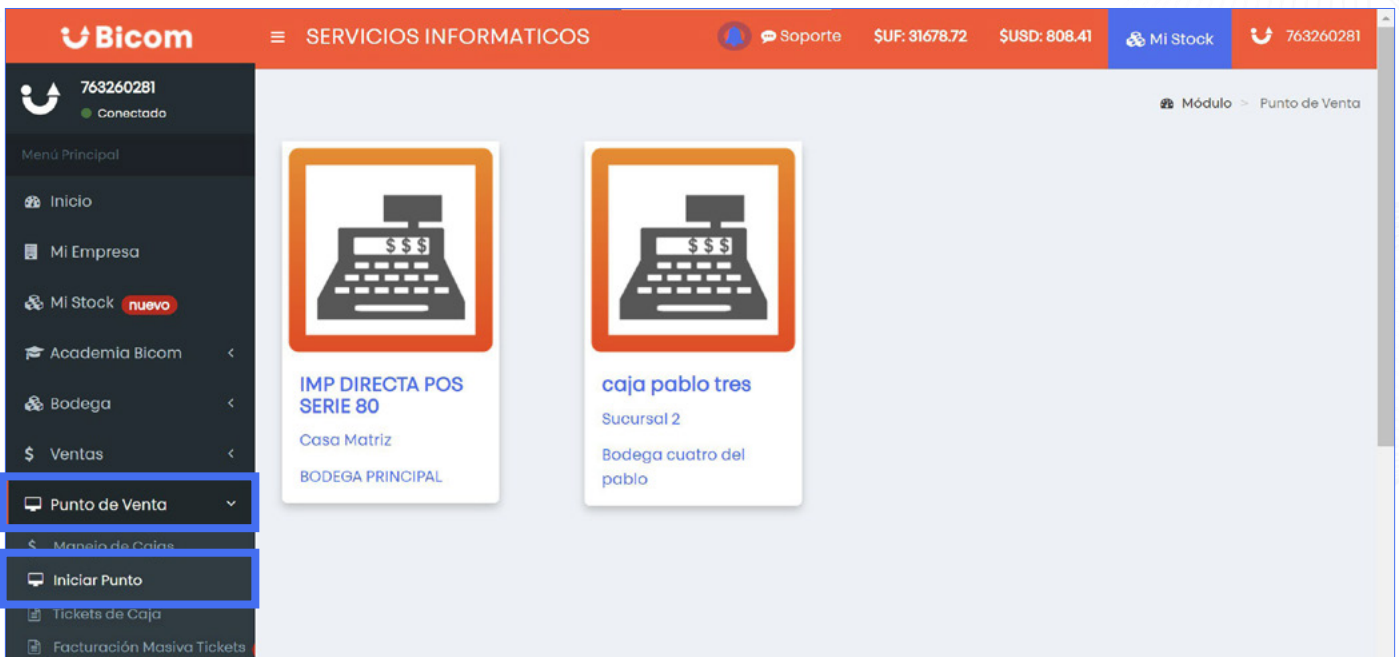 Bicom
SERVICIOS INFORMATICOS
Soporte
$UF: 31678.72
$USD: 808.41
Mi Stock
763260281
763260281
Conectado
Módulo > Punto de Venta
Menú Principal
Inicio
Mi Empresa
Mi Stock nuevo
Academia Bicom
Bodega
$ Ventas
Punto de Venta
$ Manejo de Cajas
Iniciar Punto
Tickets de Caja
Facturación Masiva Tickets
$ $ $
IMP DIRECTA POS
SERIE 80
Casa Matriz
BODEGA PRINCIPAL
$ $ $
caja pablo tres
Sucursal 2
Bodega cuatro del
pablo